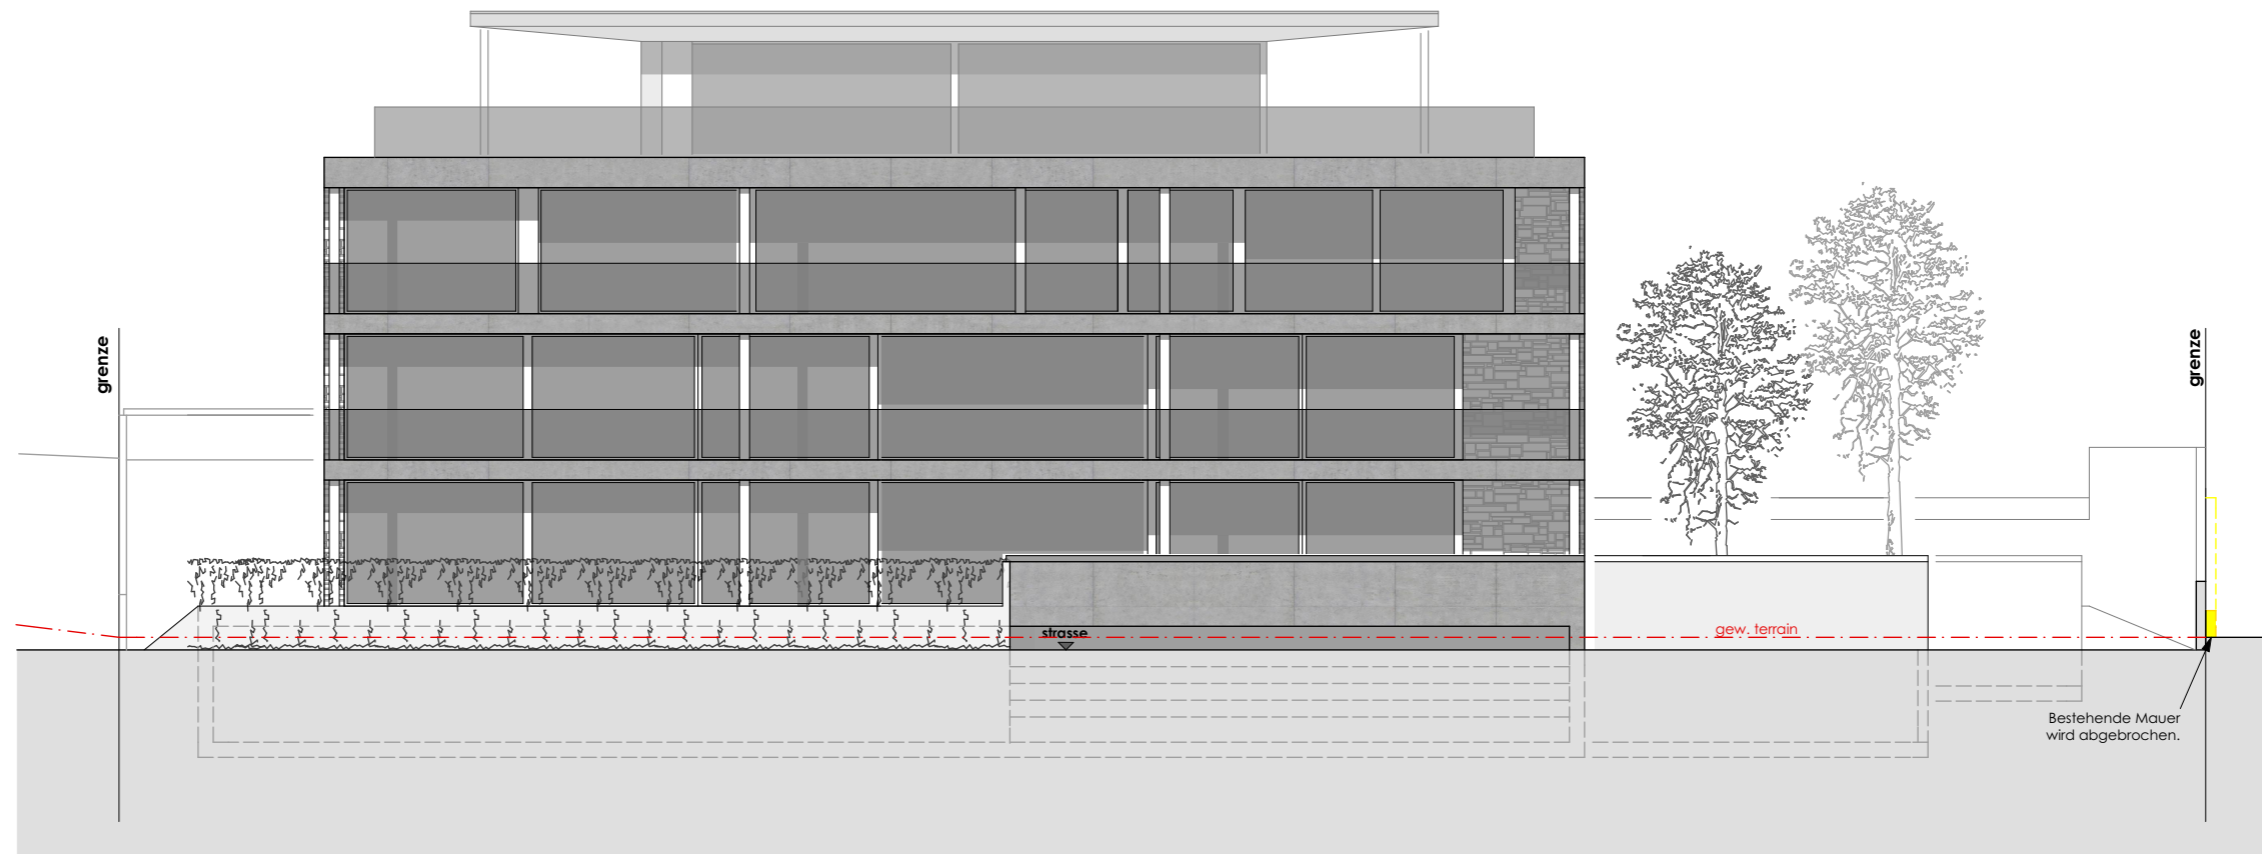 grenze
grenze
strasse
gew. terrain
Bestehende Mauer
wird abgebrochen.